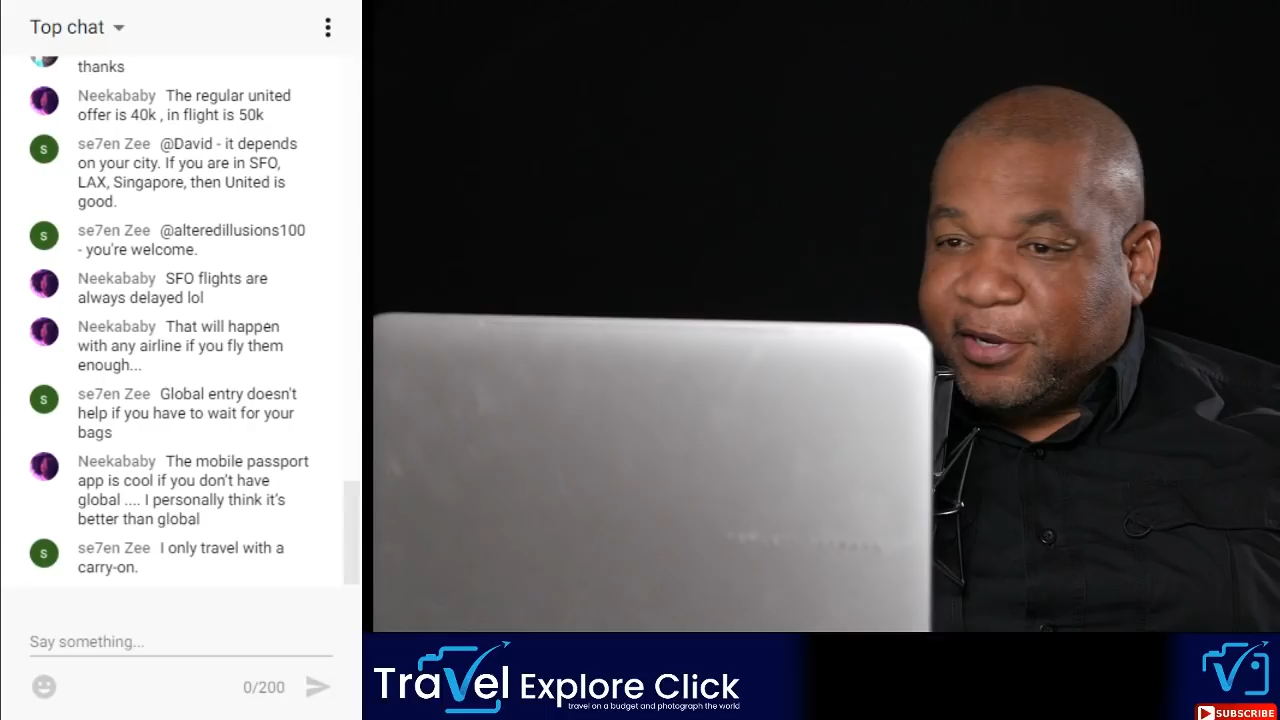 Top chat
thanks
Neekababy The regular united
offer is 40k , in flight is 50k
S
se7en Zee @David - it depends
on your city. If you are in SFO,
LAX, Singapore, then United is
good.
S
se7en Zee @alteredillusions100
- you're welcome.
Neekababy SFO flights are
always delayed lol
Neekababy That will happen
with any airline if you fly them
enough...
S
se7en Zee Global entry doesn't
help if you have to wait for your
bags
Neekababy The mobile passport
app is cool if you don't have
global .... I personally think it's
better than global
S
se7en Zee I only travel with a
carry-on.
Say something...
0/200
Travel Explore Click
travel on a budget and photograph the world
SUBSCRIBE